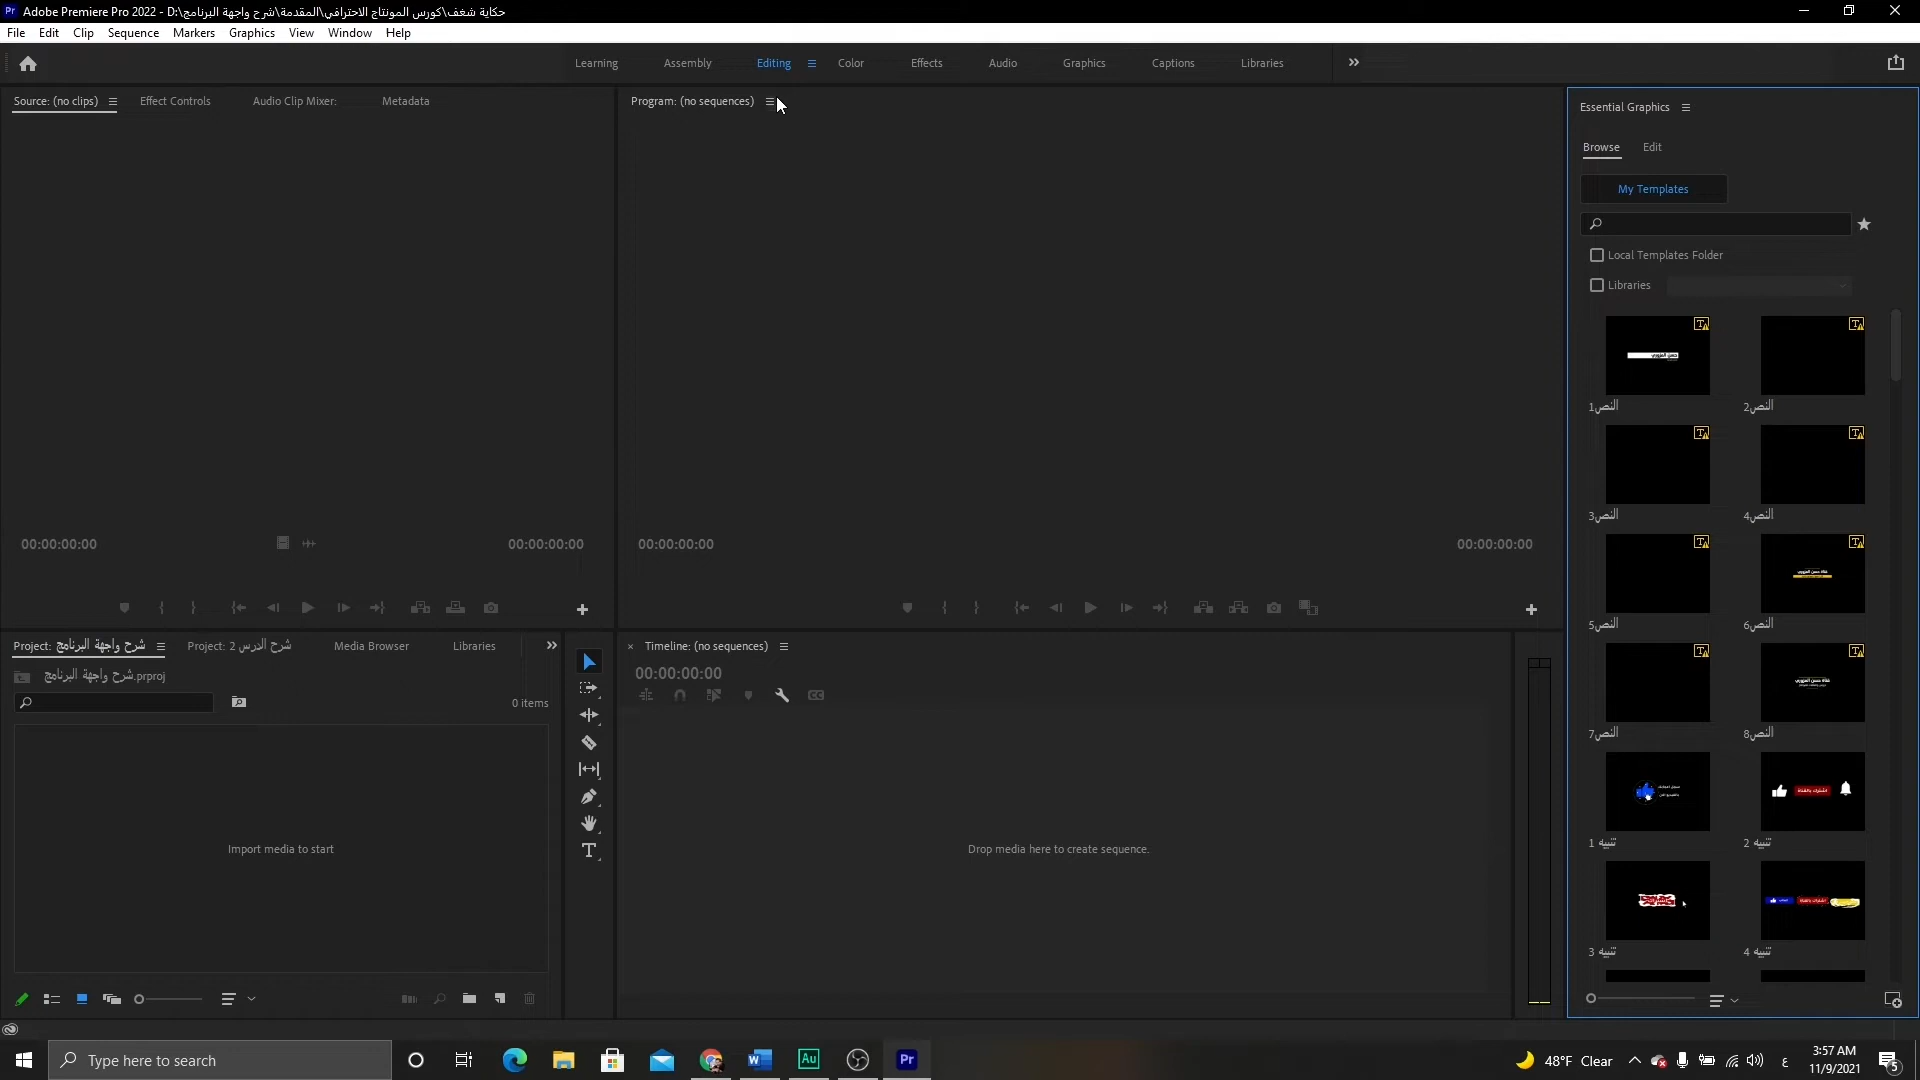 Adobe Premiere Pro 2022 - D:\حكاية شغف\كورس المونتاج الاحترافي\المقدمة\شرح واجهة البرنامج
File Edit Clip Sequence Markers Graphics View Window Help
Learning Assembly Editing Color Effects Audio Graphics Captions Libraries
Source: (no clips) Effect Controls Audio Clip Mixer: Metadata
Program: (no sequences)
Essential Graphics
Browse Edit
My Templates
Local Templates Folder
Libraries
النص1
النص2
النص3
النص4
النص5
النص6
النص7
النص8
اشترك بالقناة
تنبيه 1
تنبيه 2
تنبيه 3
تنبيه 4
00:00:00:00 00:00:00:00
00:00:00:00 00:00:00:00
Project: شرح واجهة البرنامج Project: شرح الدرس 2 Media Browser Libraries
شرح واجهة البرنامج.prproj
0 items
Import media to start
Timeline: (no sequences)
00:00:00:00
Drop media here to create sequence.
Type here to search
48°F Clear
ع
3:57 AM
11/9/2021
5